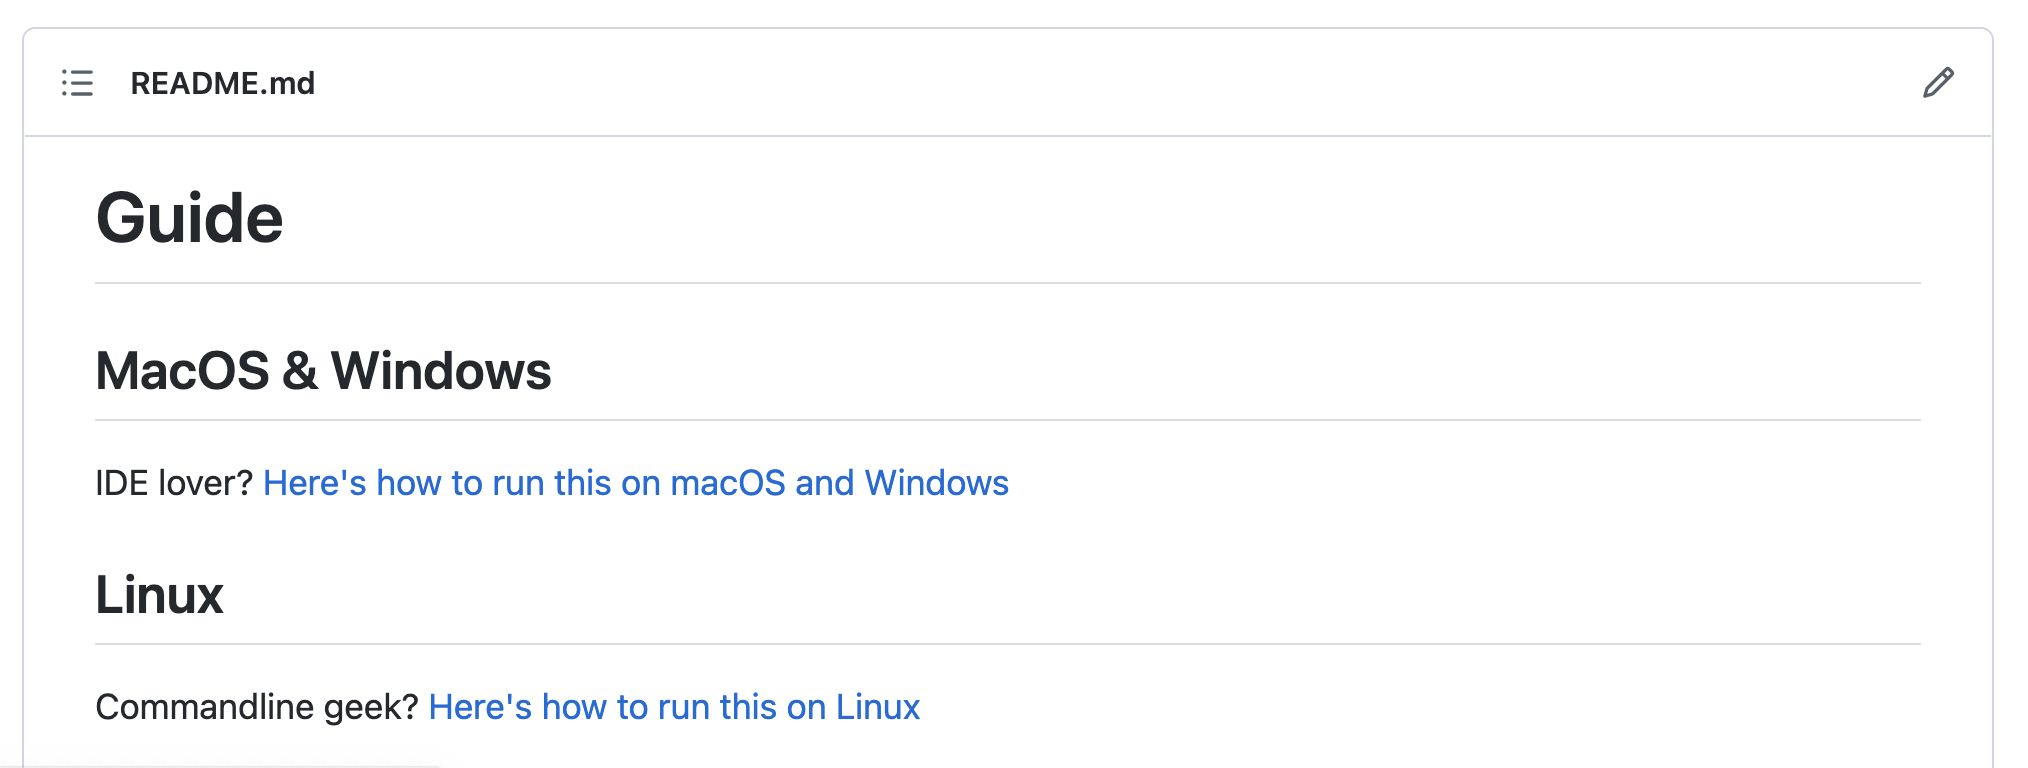 README.md
Guide
MacOS & Windows
IDE lover? Here's how to run this on macOS and Windows
Linux
Commandline geek? Here's how to run this on Linux